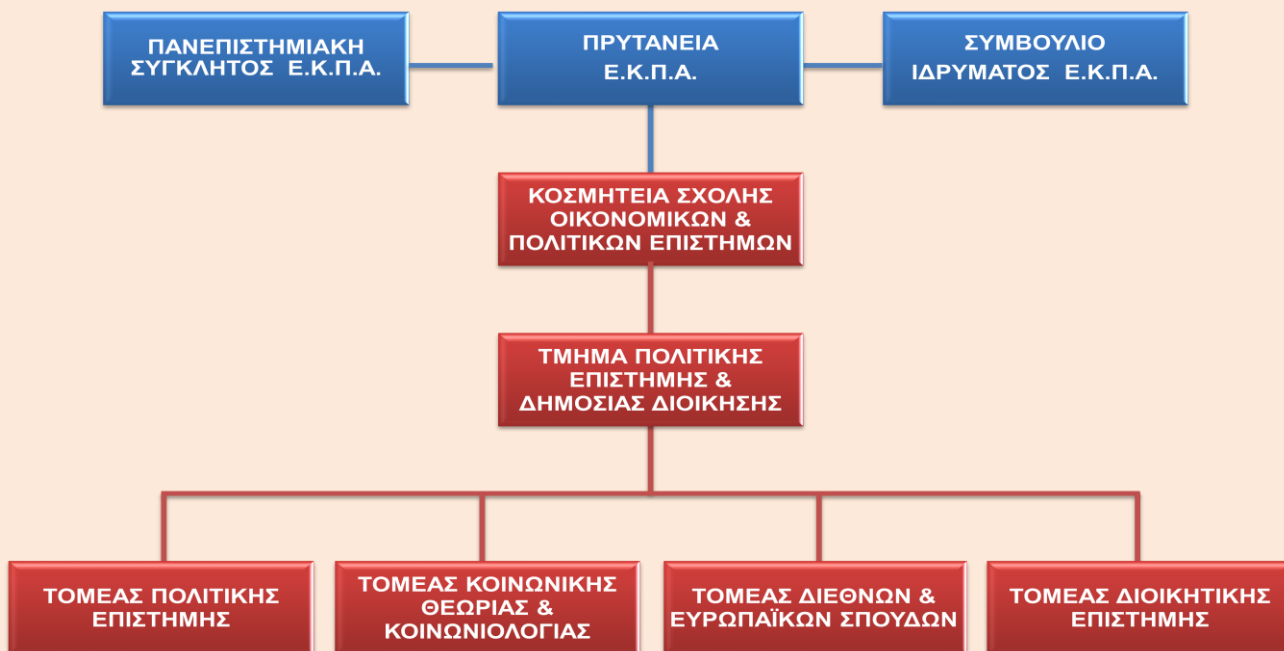 ΠΑΝΕΠΙΣΤΗΜΙΑΚΗ
ΣΥΓΚΛΗΤΟΣ Ε.Κ.Π.Α.
ΠΡΥΤΑΝΕΙΑ
Ε.Κ.Π.Α.
ΣΥΜΒΟΥΛΙΟ
ΙΔΡΥΜΑΤΟΣ Ε.Κ.Π.Α.
ΚΟΣΜΗΤΕΙΑ ΣΧΟΛΗΣ
ΟΙΚΟΝΟΜΙΚΩΝ &
ΠΟΛΙΤΙΚΩΝ ΕΠΙΣΤΗΜΩΝ
ΤΜΗΜΑ ΠΟΛΙΤΙΚΗΣ
ΕΠΙΣΤΗΜΗΣ &
ΔΗΜΟΣΙΑΣ ΔΙΟΙΚΗΣΗΣ
ΤΟΜΕΑΣ ΠΟΛΙΤΙΚΗΣ
ΕΠΙΣΤΗΜΗΣ
ΤΟΜΕΑΣ ΚΟΙΝΩΝΙΚΗΣ
ΘΕΩΡΙΑΣ &
ΚΟΙΝΩΝΙΟΛΟΓΙΑΣ
ΤΟΜΕΑΣ ΔΙΕΘΝΩΝ &
ΕΥΡΩΠΑΪΚΩΝ ΣΠΟΥΔΩΝ
ΤΟΜΕΑΣ ΔΙΟΙΚΗΤΙΚΗΣ
ΕΠΙΣΤΗΜΗΣ